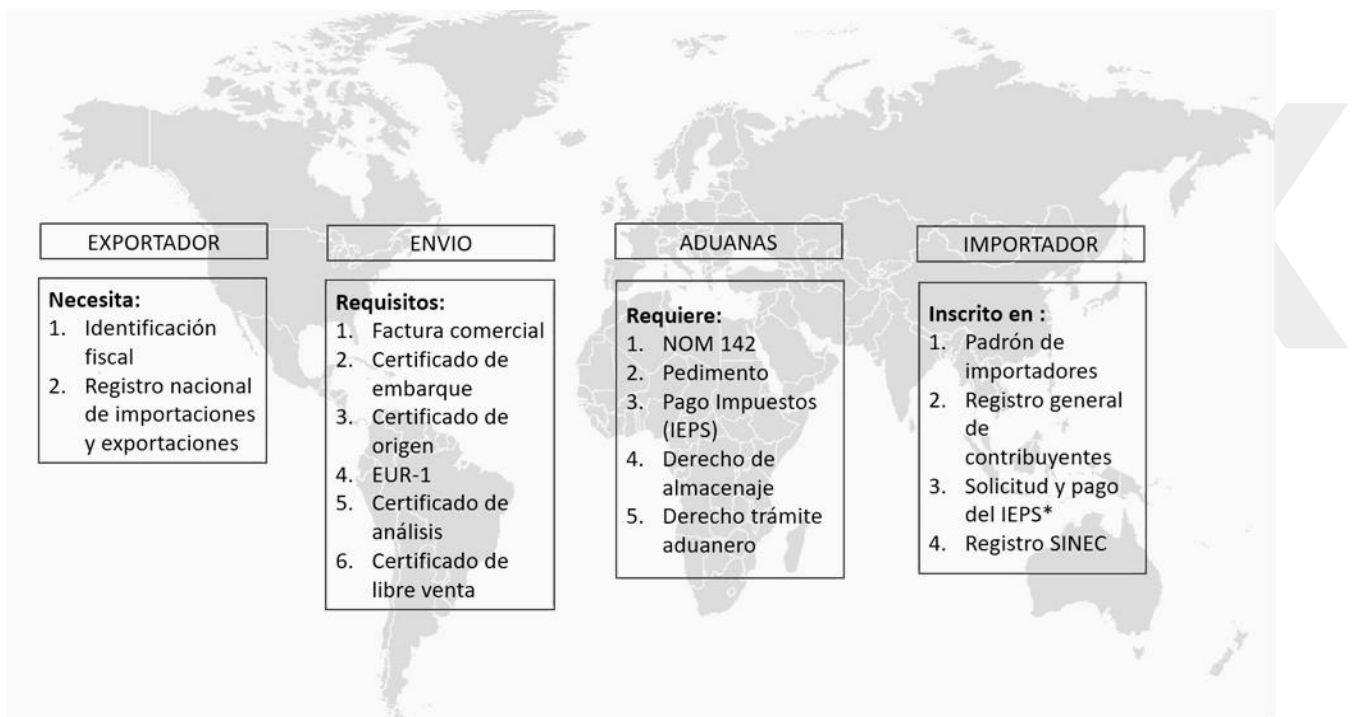 EXPORTADOR
Necesita:
1. Identificación
fiscal
2. Registro nacional
de importaciones
y exportaciones
ENVIO
Requisitos:
1. Factura comercial
2. Certificado de
embarque
3. Certificado de
origen
4. EUR-1
5. Certificado de
análisis
6. Certificado de
libre venta
ADUANAS
Requiere:
1. NOM 142
2. Pedimento
3. Pago Impuestos
(IEPS)
4. Derecho de
almacenaje
5. Derecho trámite
aduanero
IMPORTADOR
Inscrito en :
1. Padrón de
importadores
2. Registro general
de
contribuyentes
3. Solicitud y pago
del IEPS*
4. Registro SINEC